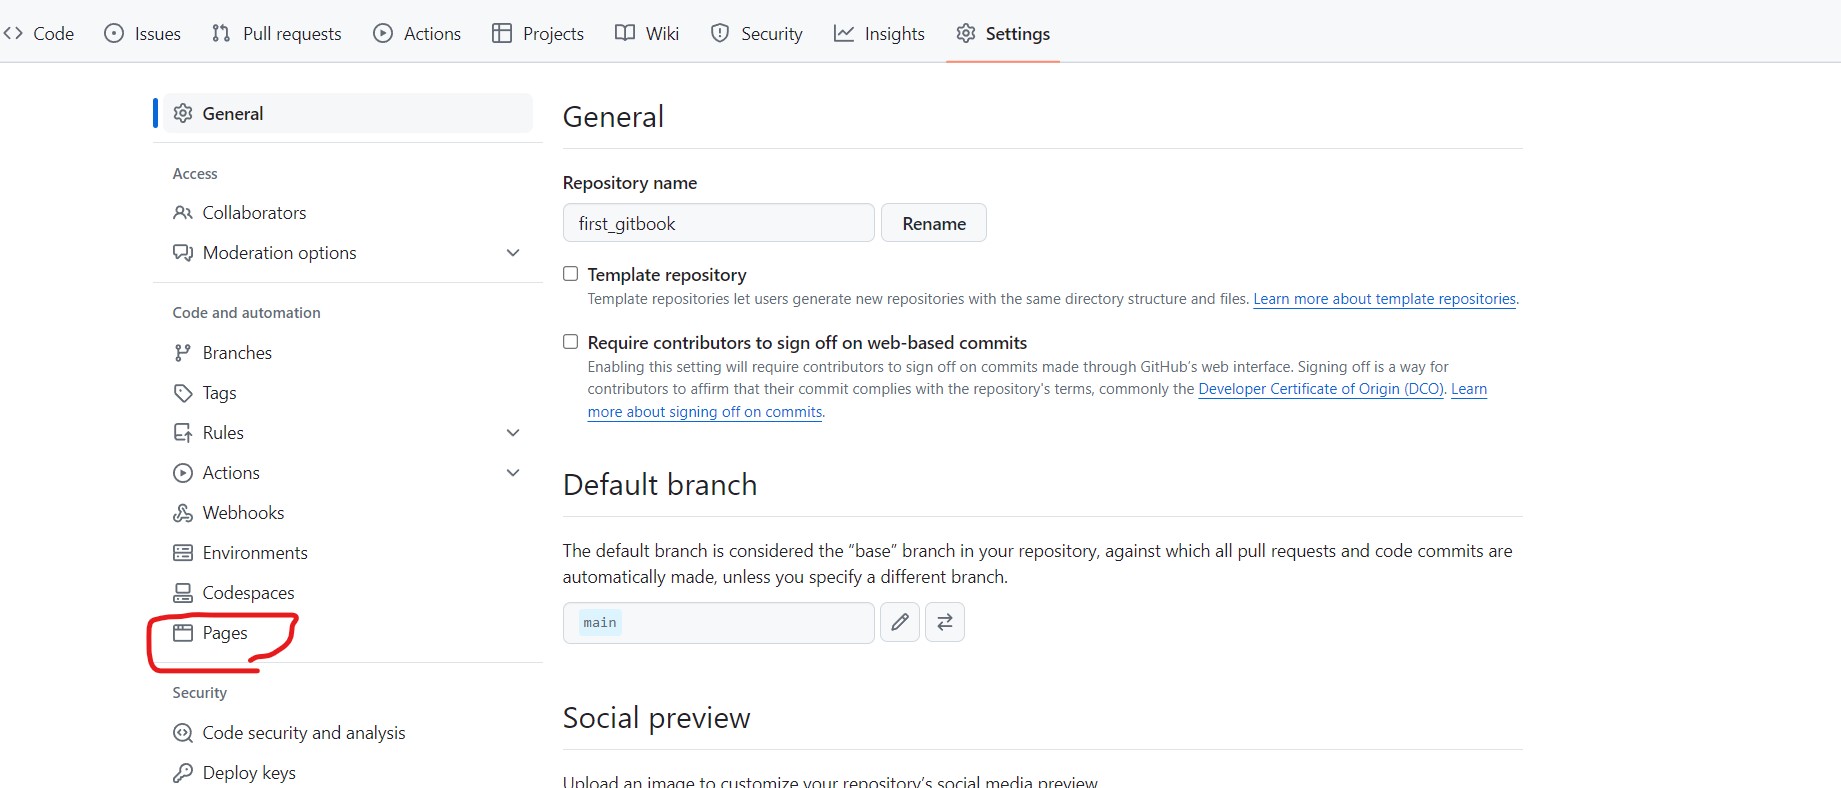 Code Issues Pull requests Actions Projects Wiki Security Insights Settings
General
Access
Collaborators
Moderation options
Code and automation
Branches
Tags
Rules
Actions
Webhooks
Environments
Codespaces
Pages
Security
Code security and analysis
Deploy keys
General
Repository name
first_gitbook Rename
Template repository
Template repositories let users generate new repositories with the same directory structure and files. Learn more about template repositories.
Require contributors to sign off on web-based commits
Enabling this setting will require contributors to sign off on commits made through GitHub's web interface. Signing off is a way for
contributors to affirm that their commit complies with the repository's terms, commonly the Developer Certificate of Origin (DCO). Learn
more about signing off on commits.
Default branch
The default branch is considered the “base” branch in your repository, against which all pull requests and code commits are
automatically made, unless you specify a different branch.
main
Social preview
Upload an image to customize your repository's social media preview